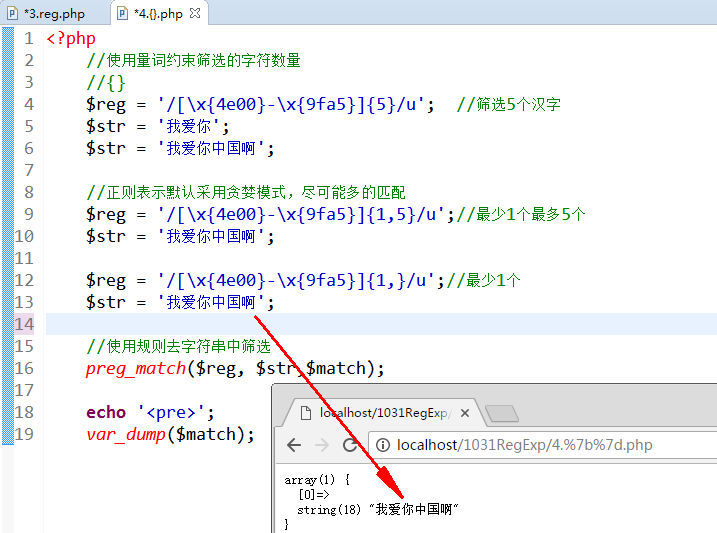 *3.reg.php *4.{}.php
1 <?php
2 //使用量词约束筛选的字符数量
3 //{}
4 $reg = '/[\x{4e00}-\x{9fa5}]{5}/u'; //筛选5个汉字
5 $str = '我爱你';
6 $str = '我爱你中国啊';
7
8 //正则表示默认采用贪婪模式，尽可能多的匹配
9 $reg = '/[\x{4e00}-\x{9fa5}]{1,5}/u';//最少1个最多5个
10 $str = '我爱你中国啊';
11
12 $reg = '/[\x{4e00}-\x{9fa5}]{1,}/u';//最少1个
13 $str = '我爱你中国啊';
14
15 //使用规则去字符串中筛选
16 preg_match($reg, $str,$match);
17
18 echo '<pre>';
19 var_dump($match);
localhost/1031RegExp/
localhost/1031RegExp/4.%7b%7d.php
array(1) {
[0]=>
string(18) "我爱你中国啊"
}